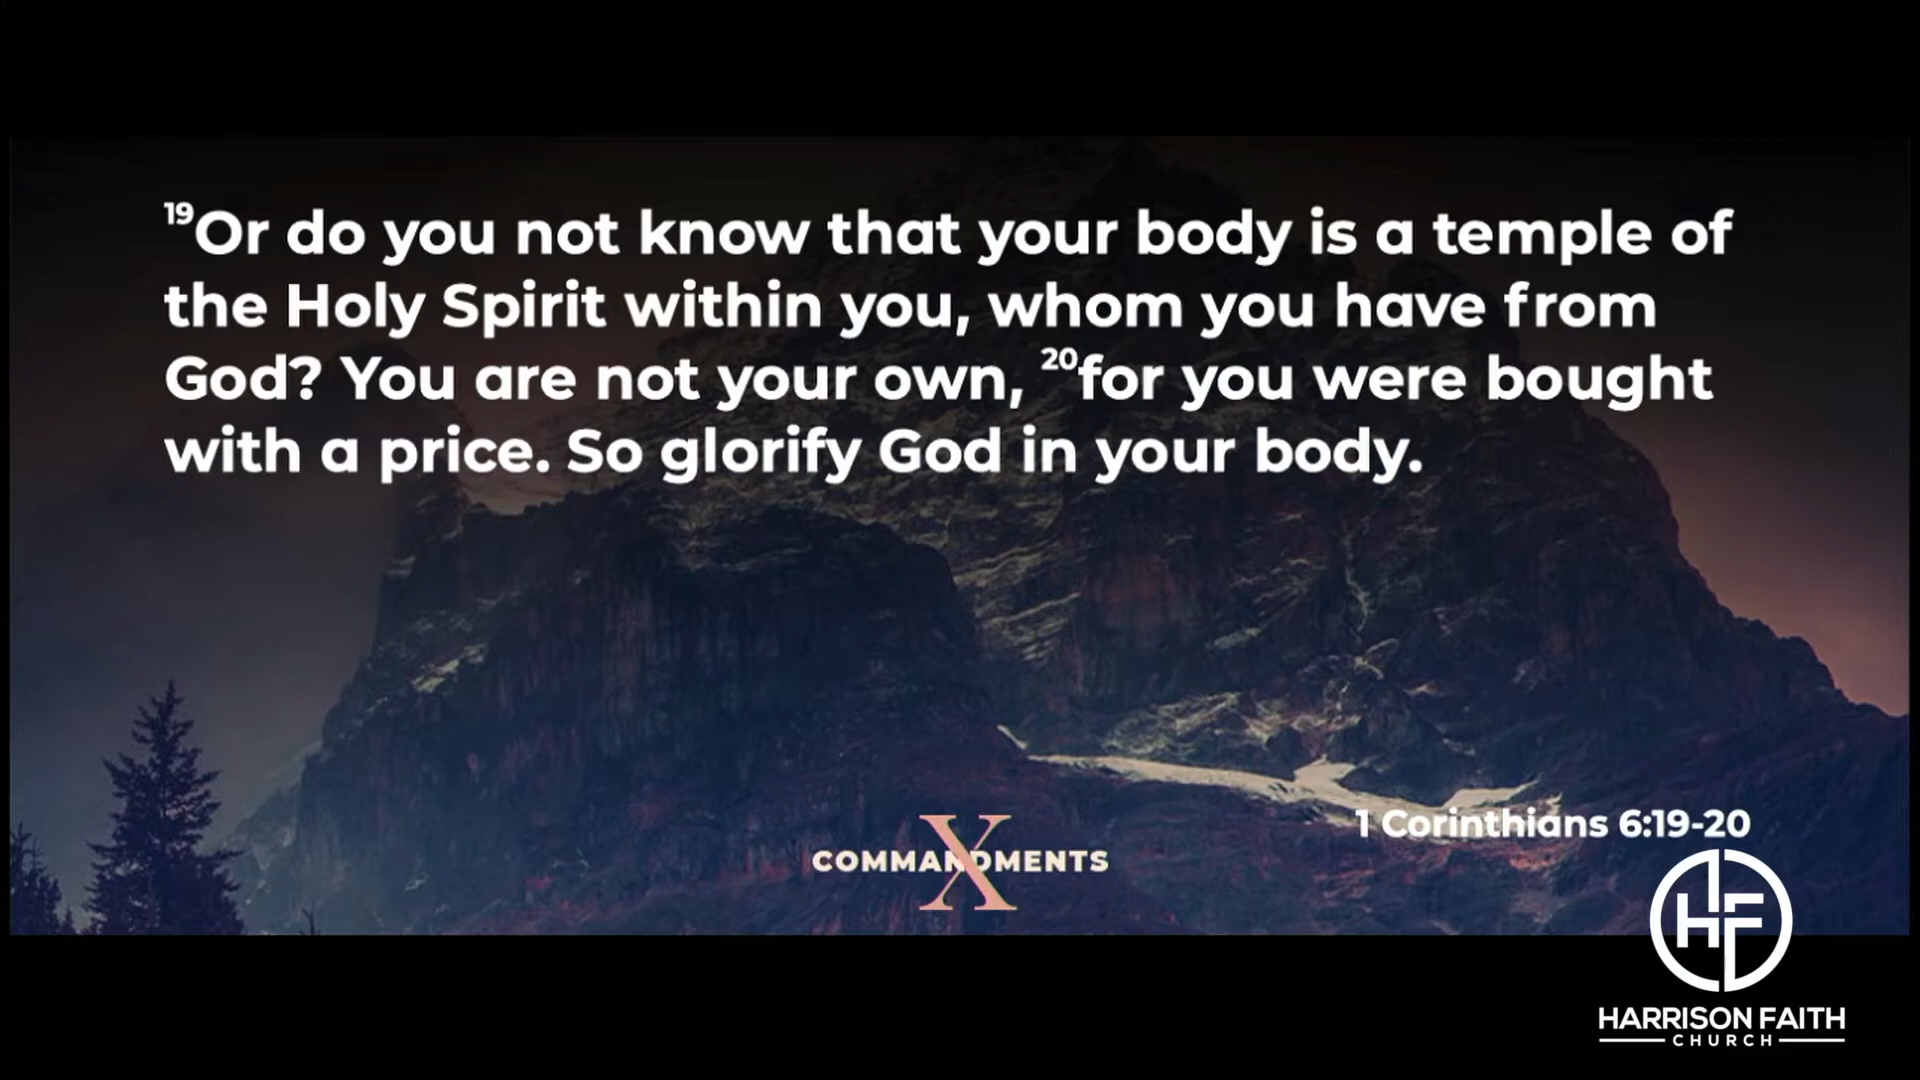 19Or do you not know that your body is a temple of
the Holy Spirit within you, whom you have from
God? You are not your own, 20for you were bought
with a price. So glorify God in your body.
1 Corinthians 6:19-20
X
COMMANDMENTS
HF
HARRISON FAITH
CHURCH